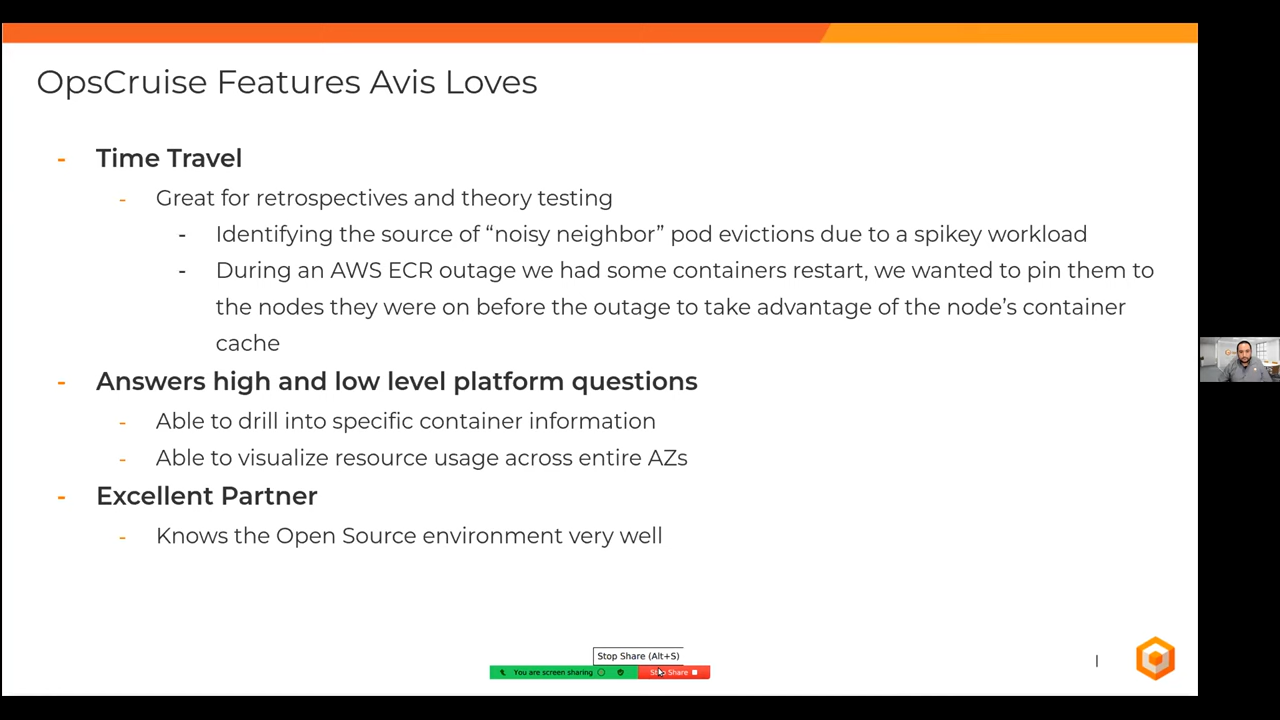 OpsCruise Features Avis Loves
- Time Travel
- Great for retrospectives and theory testing
- Identifying the source of “noisy neighbor” pod evictions due to a spikey workload
- During an AWS ECR outage we had some containers restart, we wanted to pin them to
the nodes they were on before the outage to take advantage of the node’s container
cache
- Answers high and low level platform questions
- Able to drill into specific container information
- Able to visualize resource usage across entire AZs
- Excellent Partner
- Knows the Open Source environment very well
Stop Share (Alt+S)
You are screen sharing
Stop Share